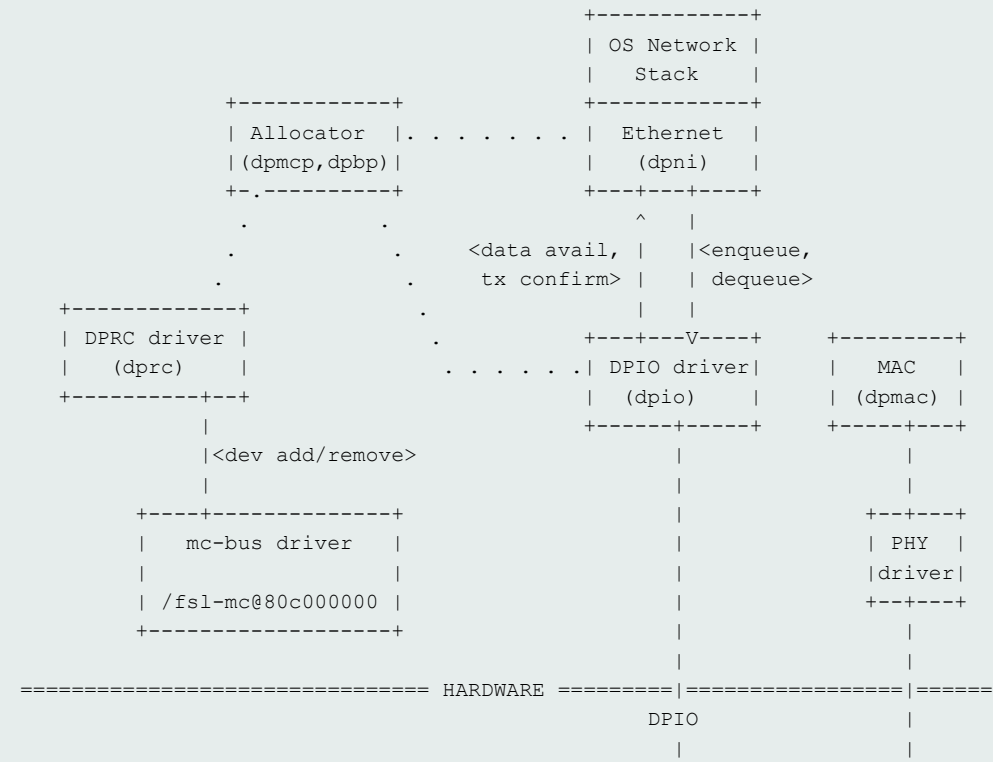 OS Network
Stack
Allocator Ethernet
(dpmcp,dpbp) (dpni)
<data avail, <enqueue,
tx confirm> dequeue>
DPRC driver
(dprc)
DPIO driver MAC
(dpio) (dpmac)
<dev add/remove>
mc-bus driver PHY
driver
/fsl-mc@80c000000
HARDWARE
DPIO